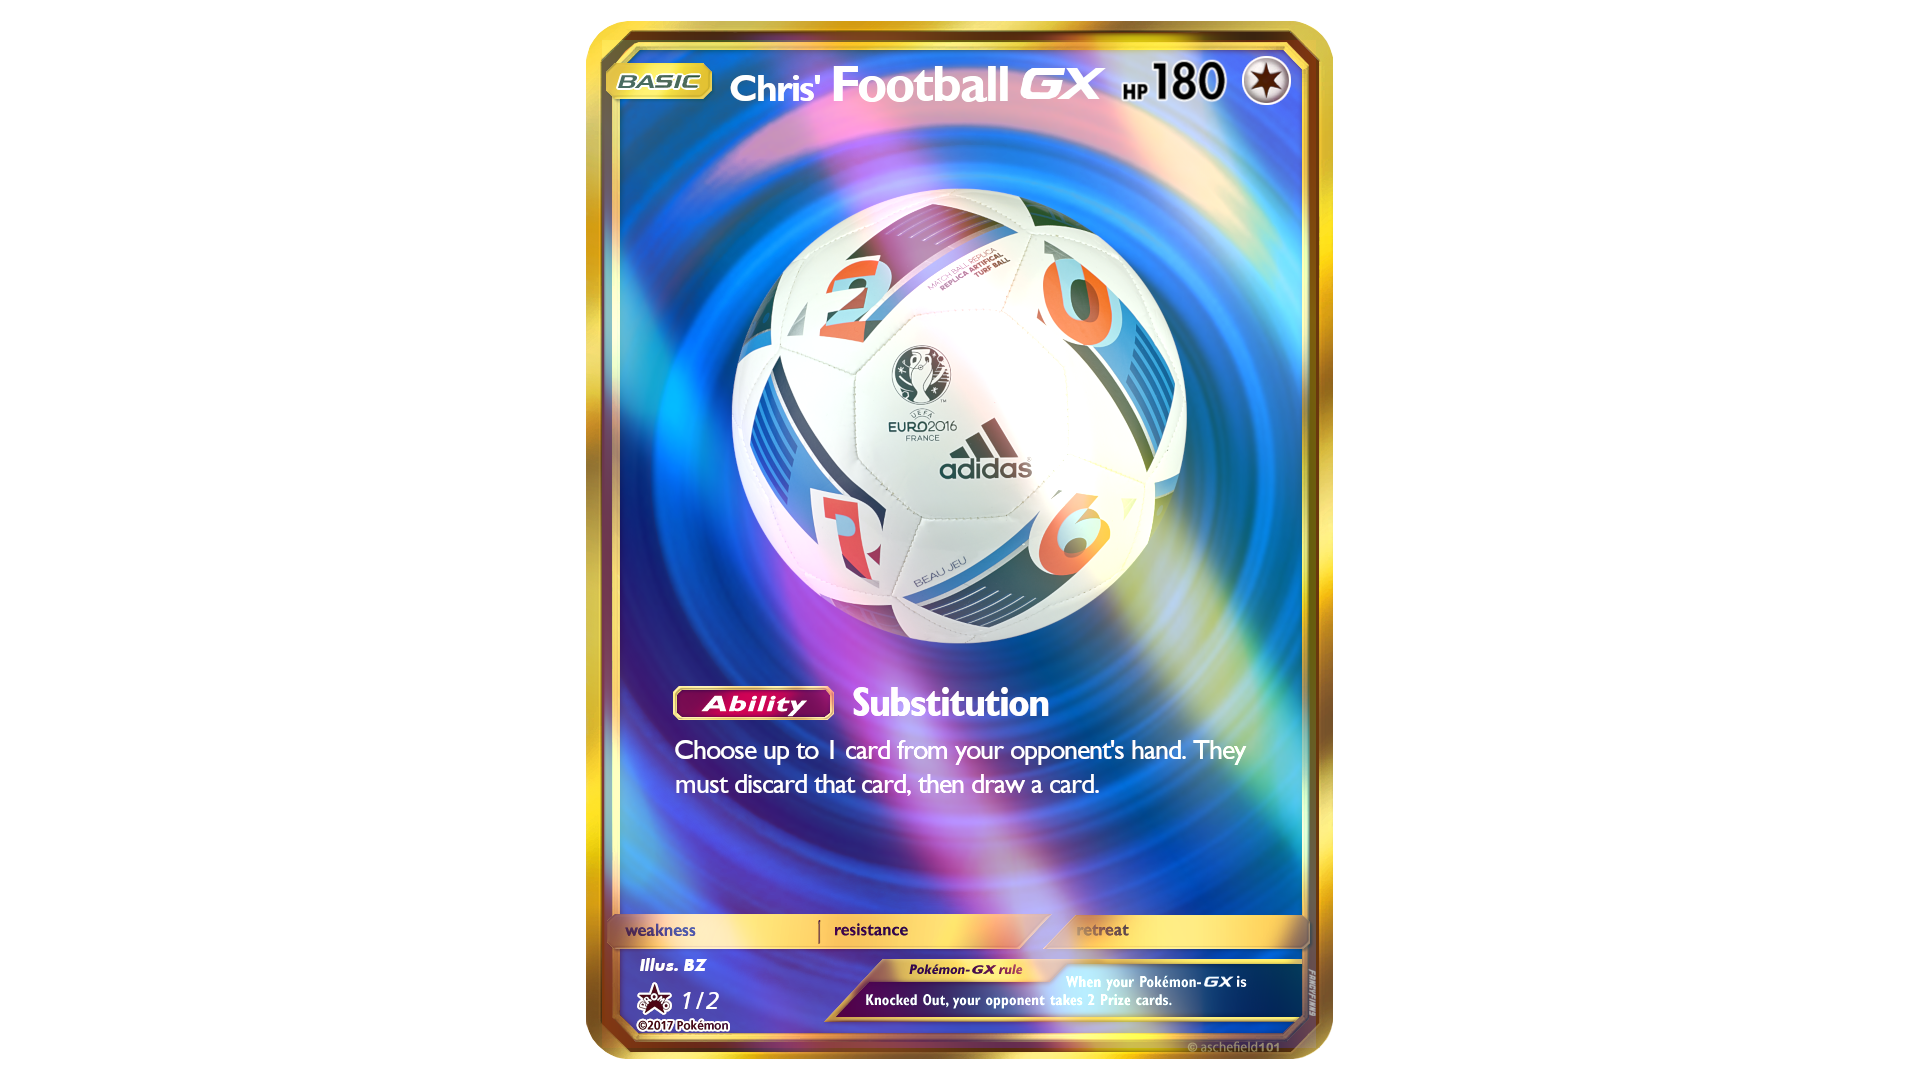 BASIC
Chris' Football GX HP 180
MATCH BALL REPLICA
REPLICA ARTIFICAL
TURF BALL
2
0
UEFA
EURO2016
FRANCE
adidas
1
6
BEAU JEU
Ability Substitution
Choose up to 1 card from your opponent's hand. They
must discard that card, then draw a card.
weakness
resistance
retreat
Illus. BZ
Pokémon-GX rule
When your Pokémon-GX is
Knocked Out, your opponent takes 2 Prize cards.
PROMO
1/2
©2017 Pokémon
© aschefield101